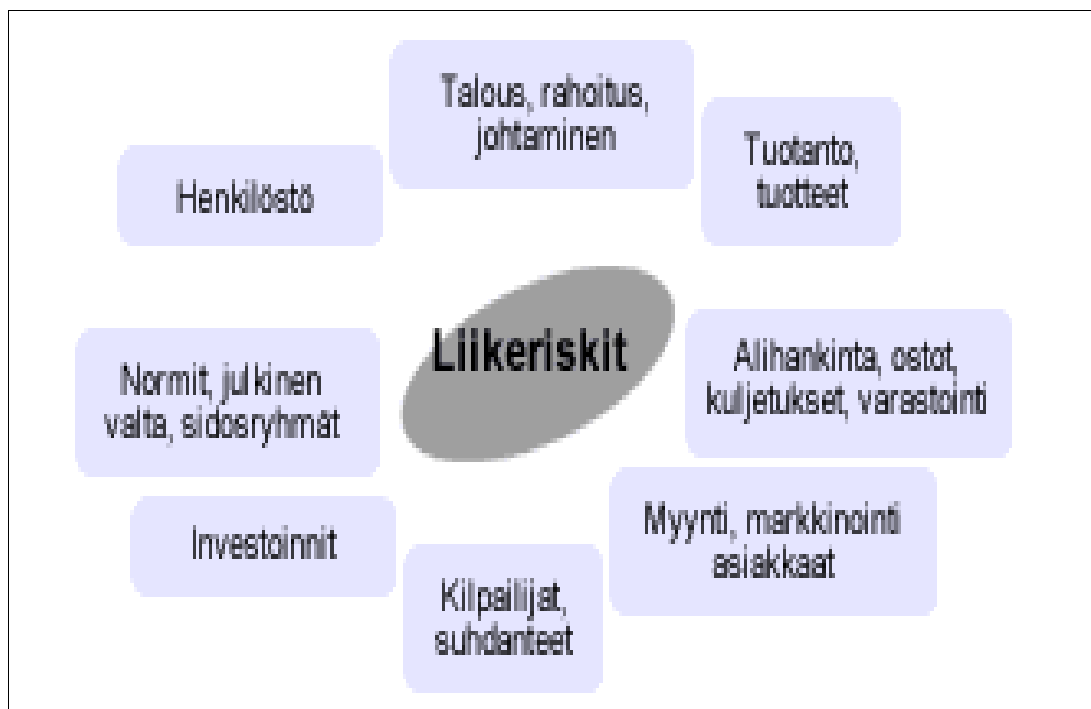 Talous, rahoitus,
johtaminen
Tuotanto,
tuotteet
Henkilöstö
Liikeriskit
Alihankinta, ostot,
kuljetukset, varastointi
Normit, julkinen
valta, sidosryhmät
Myynti, markkinointi
asiakkaat
Investoinnit
Kilpailijat,
suhdanteet